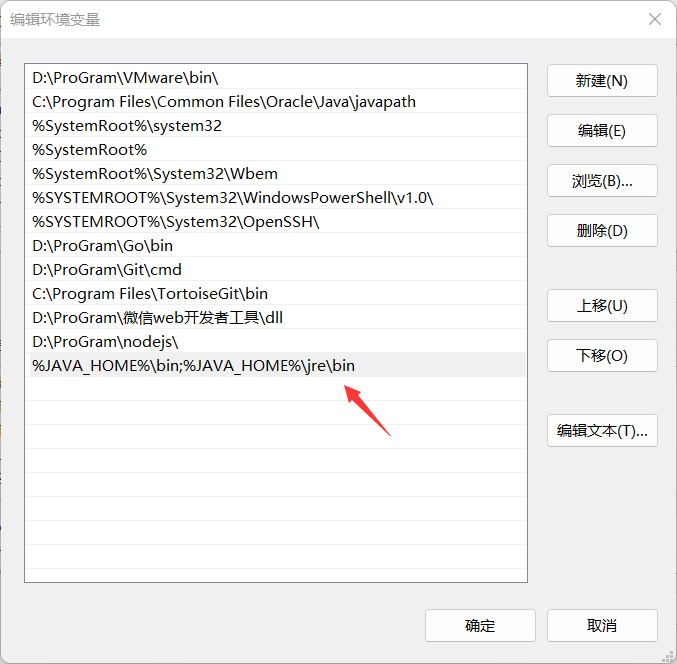 编辑环境变量
D:\ProGram\VMware\bin\
C:\Program Files\Common Files\Oracle\Java\javapath
%SystemRoot%\system32
%SystemRoot%
%SystemRoot%\System32\Wbem
%SYSTEMROOT%\System32\WindowsPowerShell\v1.0\
%SYSTEMROOT%\System32\OpenSSH\
D:\ProGram\Go\bin
D:\ProGram\Git\cmd
C:\Program Files\TortoiseGit\bin
D:\ProGram\微信web开发者工具\dll
D:\ProGram\nodejs\
%JAVA_HOME%\bin;%JAVA_HOME%\jre\bin
新建(N)
编辑(E)
浏览(B)...
删除(D)
上移(U)
下移(O)
编辑文本(T)...
确定
取消